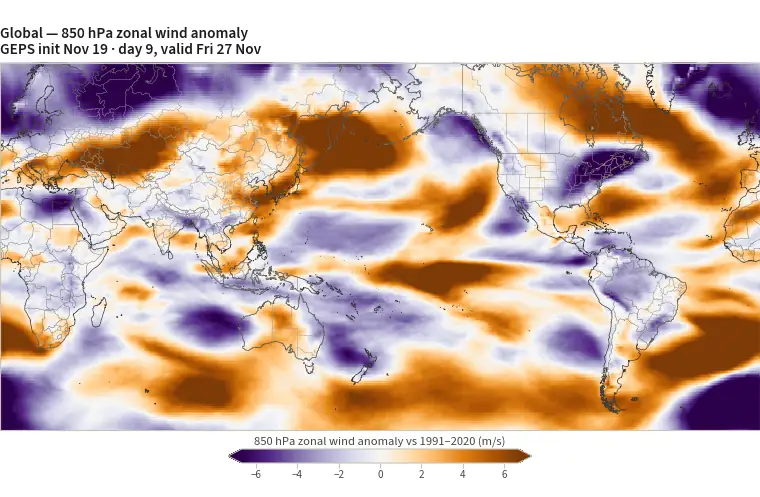 Global — 850 hPa zonal wind anomaly
GEPS init Nov 19 · day 9, valid Fri 27 Nov
850 hPa zonal wind anomaly vs 1991–2020 (m/s)
−6 −4 −2 0 2 4 6